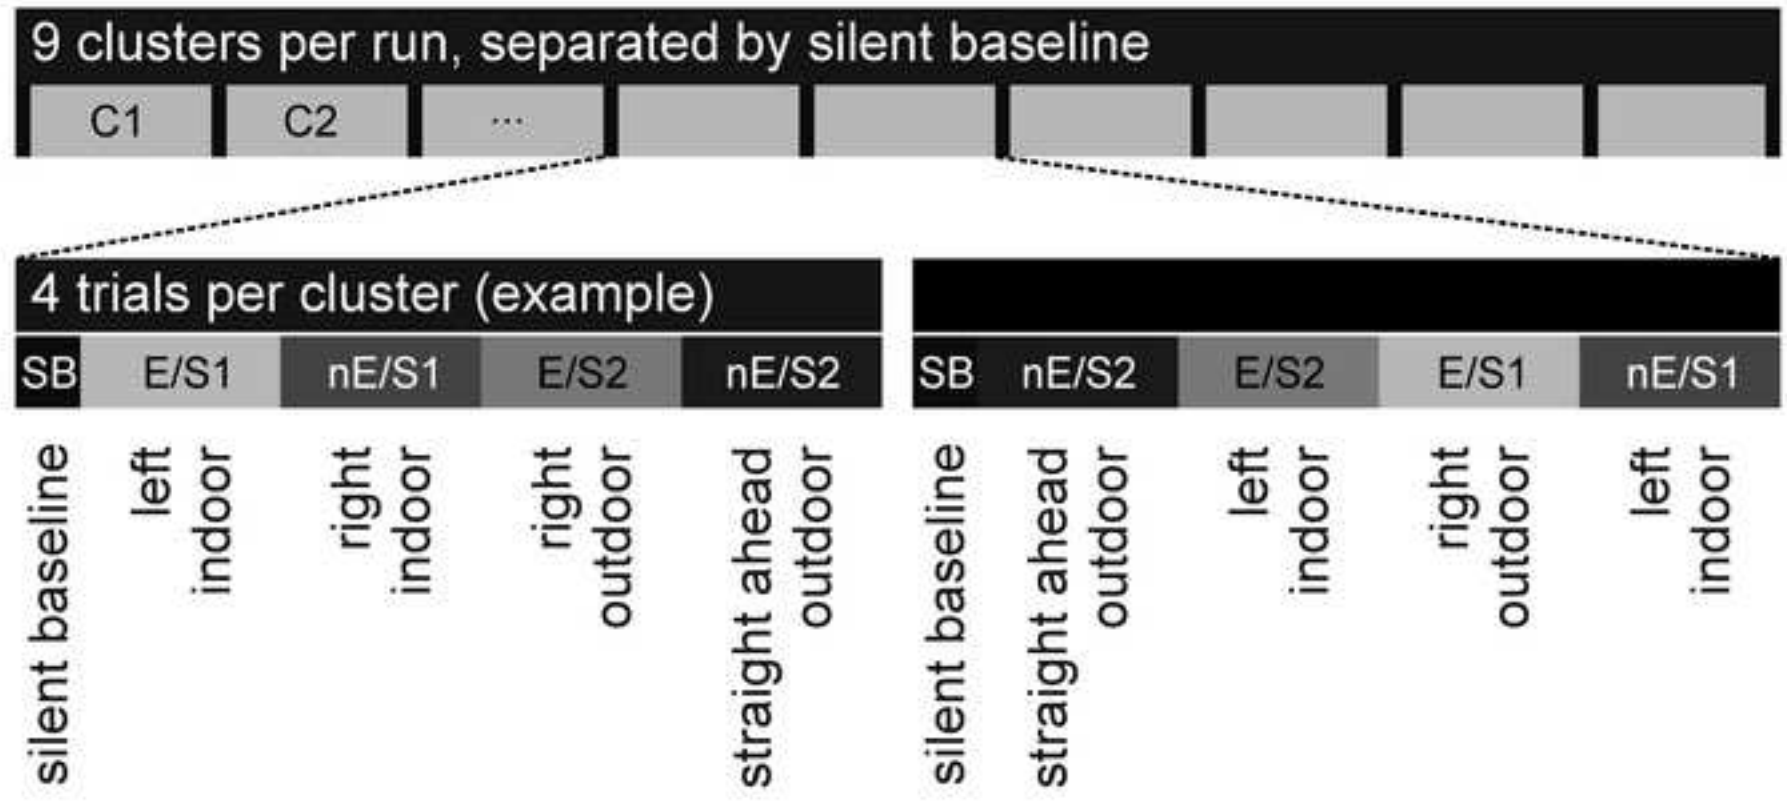 9 clusters per run, separated by silent baseline
C1 C2 ...
4 trials per cluster (example)
SB E/S1 nE/S1 E/S2 nE/S2
SB nE/S2 E/S2 E/S1 nE/S1
silent baseline
left
indoor
right
indoor
right
outdoor
straight ahead
outdoor
silent baseline
straight ahead
outdoor
left
indoor
right
outdoor
left
indoor